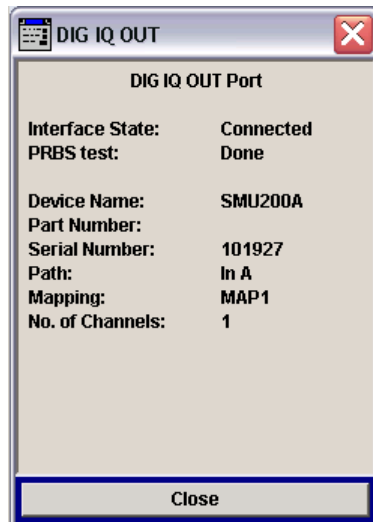 DIG IQ OUT
DIG IQ OUT Port
Interface State: Connected
PRBS test: Done
Device Name: SMU200A
Part Number:
Serial Number: 101927
Path: In A
Mapping: MAP1
No. of Channels: 1
Close